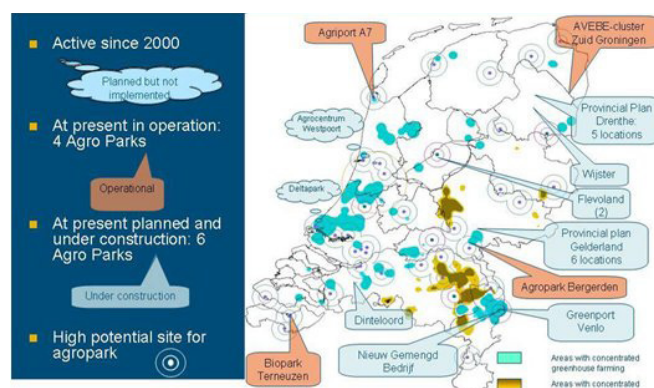 Active since 2000
Planned but not
implemented
At present in operation:
4 Agro Parks
Operational
At present planned and
under construction: 6
Agro Parks
Under construction
High potential site for
agropark
Agriport A7
AVEBE-cluster
Zuid Groningen
Agrocentrum
Westpoort
Provincial Plan
Drenthe:
5 locations
Deltapark
Wijster
Flevoland
(2)
Provincial plan
Gelderland
6 locations
Agropark Bergerden
Dinteloord
Greenport
Venlo
Biopark
Terneuzen
Nieuw Gemengd
Bedrijf
Areas with concentrated
greenhouse farming
Areas with concentrated